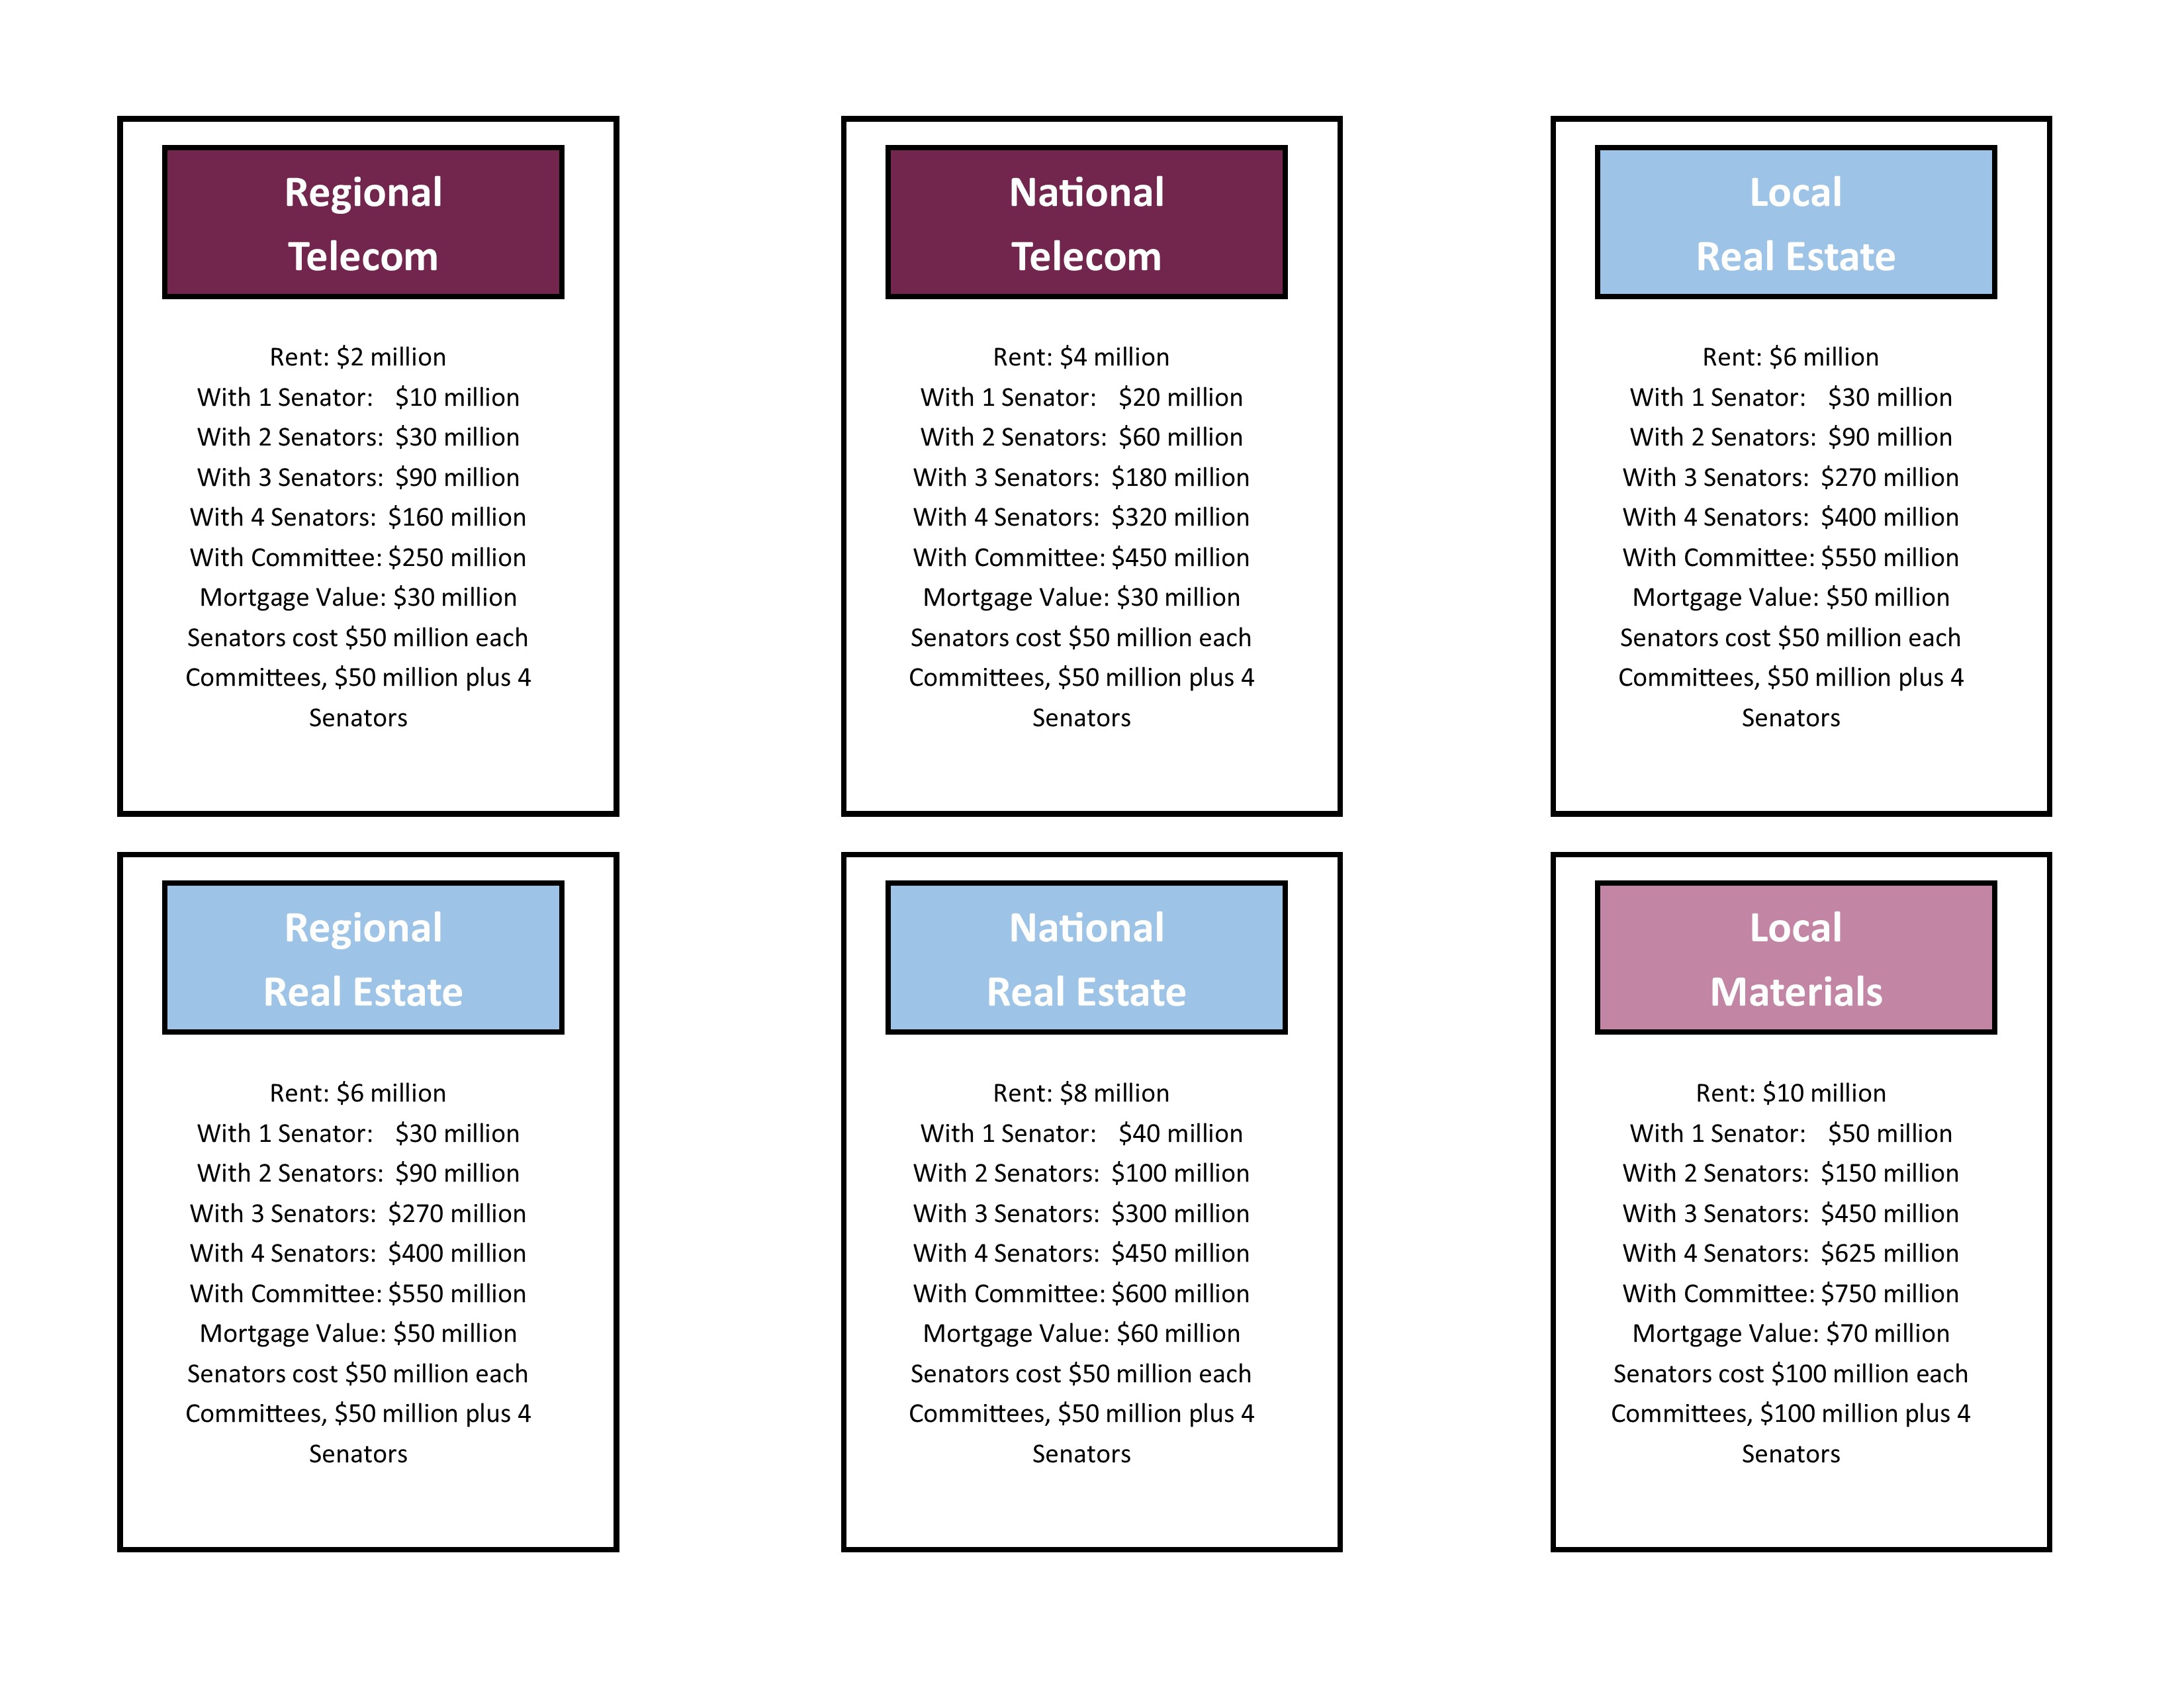 Regional
Telecom
Rent: $2 million
With 1 Senator: $10 million
With 2 Senators: $30 million
With 3 Senators: $90 million
With 4 Senators: $160 million
With Committee: $250 million
Mortgage Value: $30 million
Senators cost $50 million each
Committees, $50 million plus 4
Senators
National
Telecom
Rent: $4 million
With 1 Senator: $20 million
With 2 Senators: $60 million
With 3 Senators: $180 million
With 4 Senators: $320 million
With Committee: $450 million
Mortgage Value: $30 million
Senators cost $50 million each
Committees, $50 million plus 4
Senators
Local
Real Estate
Rent: $6 million
With 1 Senator: $30 million
With 2 Senators: $90 million
With 3 Senators: $270 million
With 4 Senators: $400 million
With Committee: $550 million
Mortgage Value: $50 million
Senators cost $50 million each
Committees, $50 million plus 4
Senators
Regional
Real Estate
Rent: $6 million
With 1 Senator: $30 million
With 2 Senators: $90 million
With 3 Senators: $270 million
With 4 Senators: $400 million
With Committee: $550 million
Mortgage Value: $50 million
Senators cost $50 million each
Committees, $50 million plus 4
Senators
National
Real Estate
Rent: $8 million
With 1 Senator: $40 million
With 2 Senators: $100 million
With 3 Senators: $300 million
With 4 Senators: $450 million
With Committee: $600 million
Mortgage Value: $60 million
Senators cost $50 million each
Committees, $50 million plus 4
Senators
Local
Materials
Rent: $10 million
With 1 Senator: $50 million
With 2 Senators: $150 million
With 3 Senators: $450 million
With 4 Senators: $625 million
With Committee: $750 million
Mortgage Value: $70 million
Senators cost $100 million each
Committees, $100 million plus 4
Senators